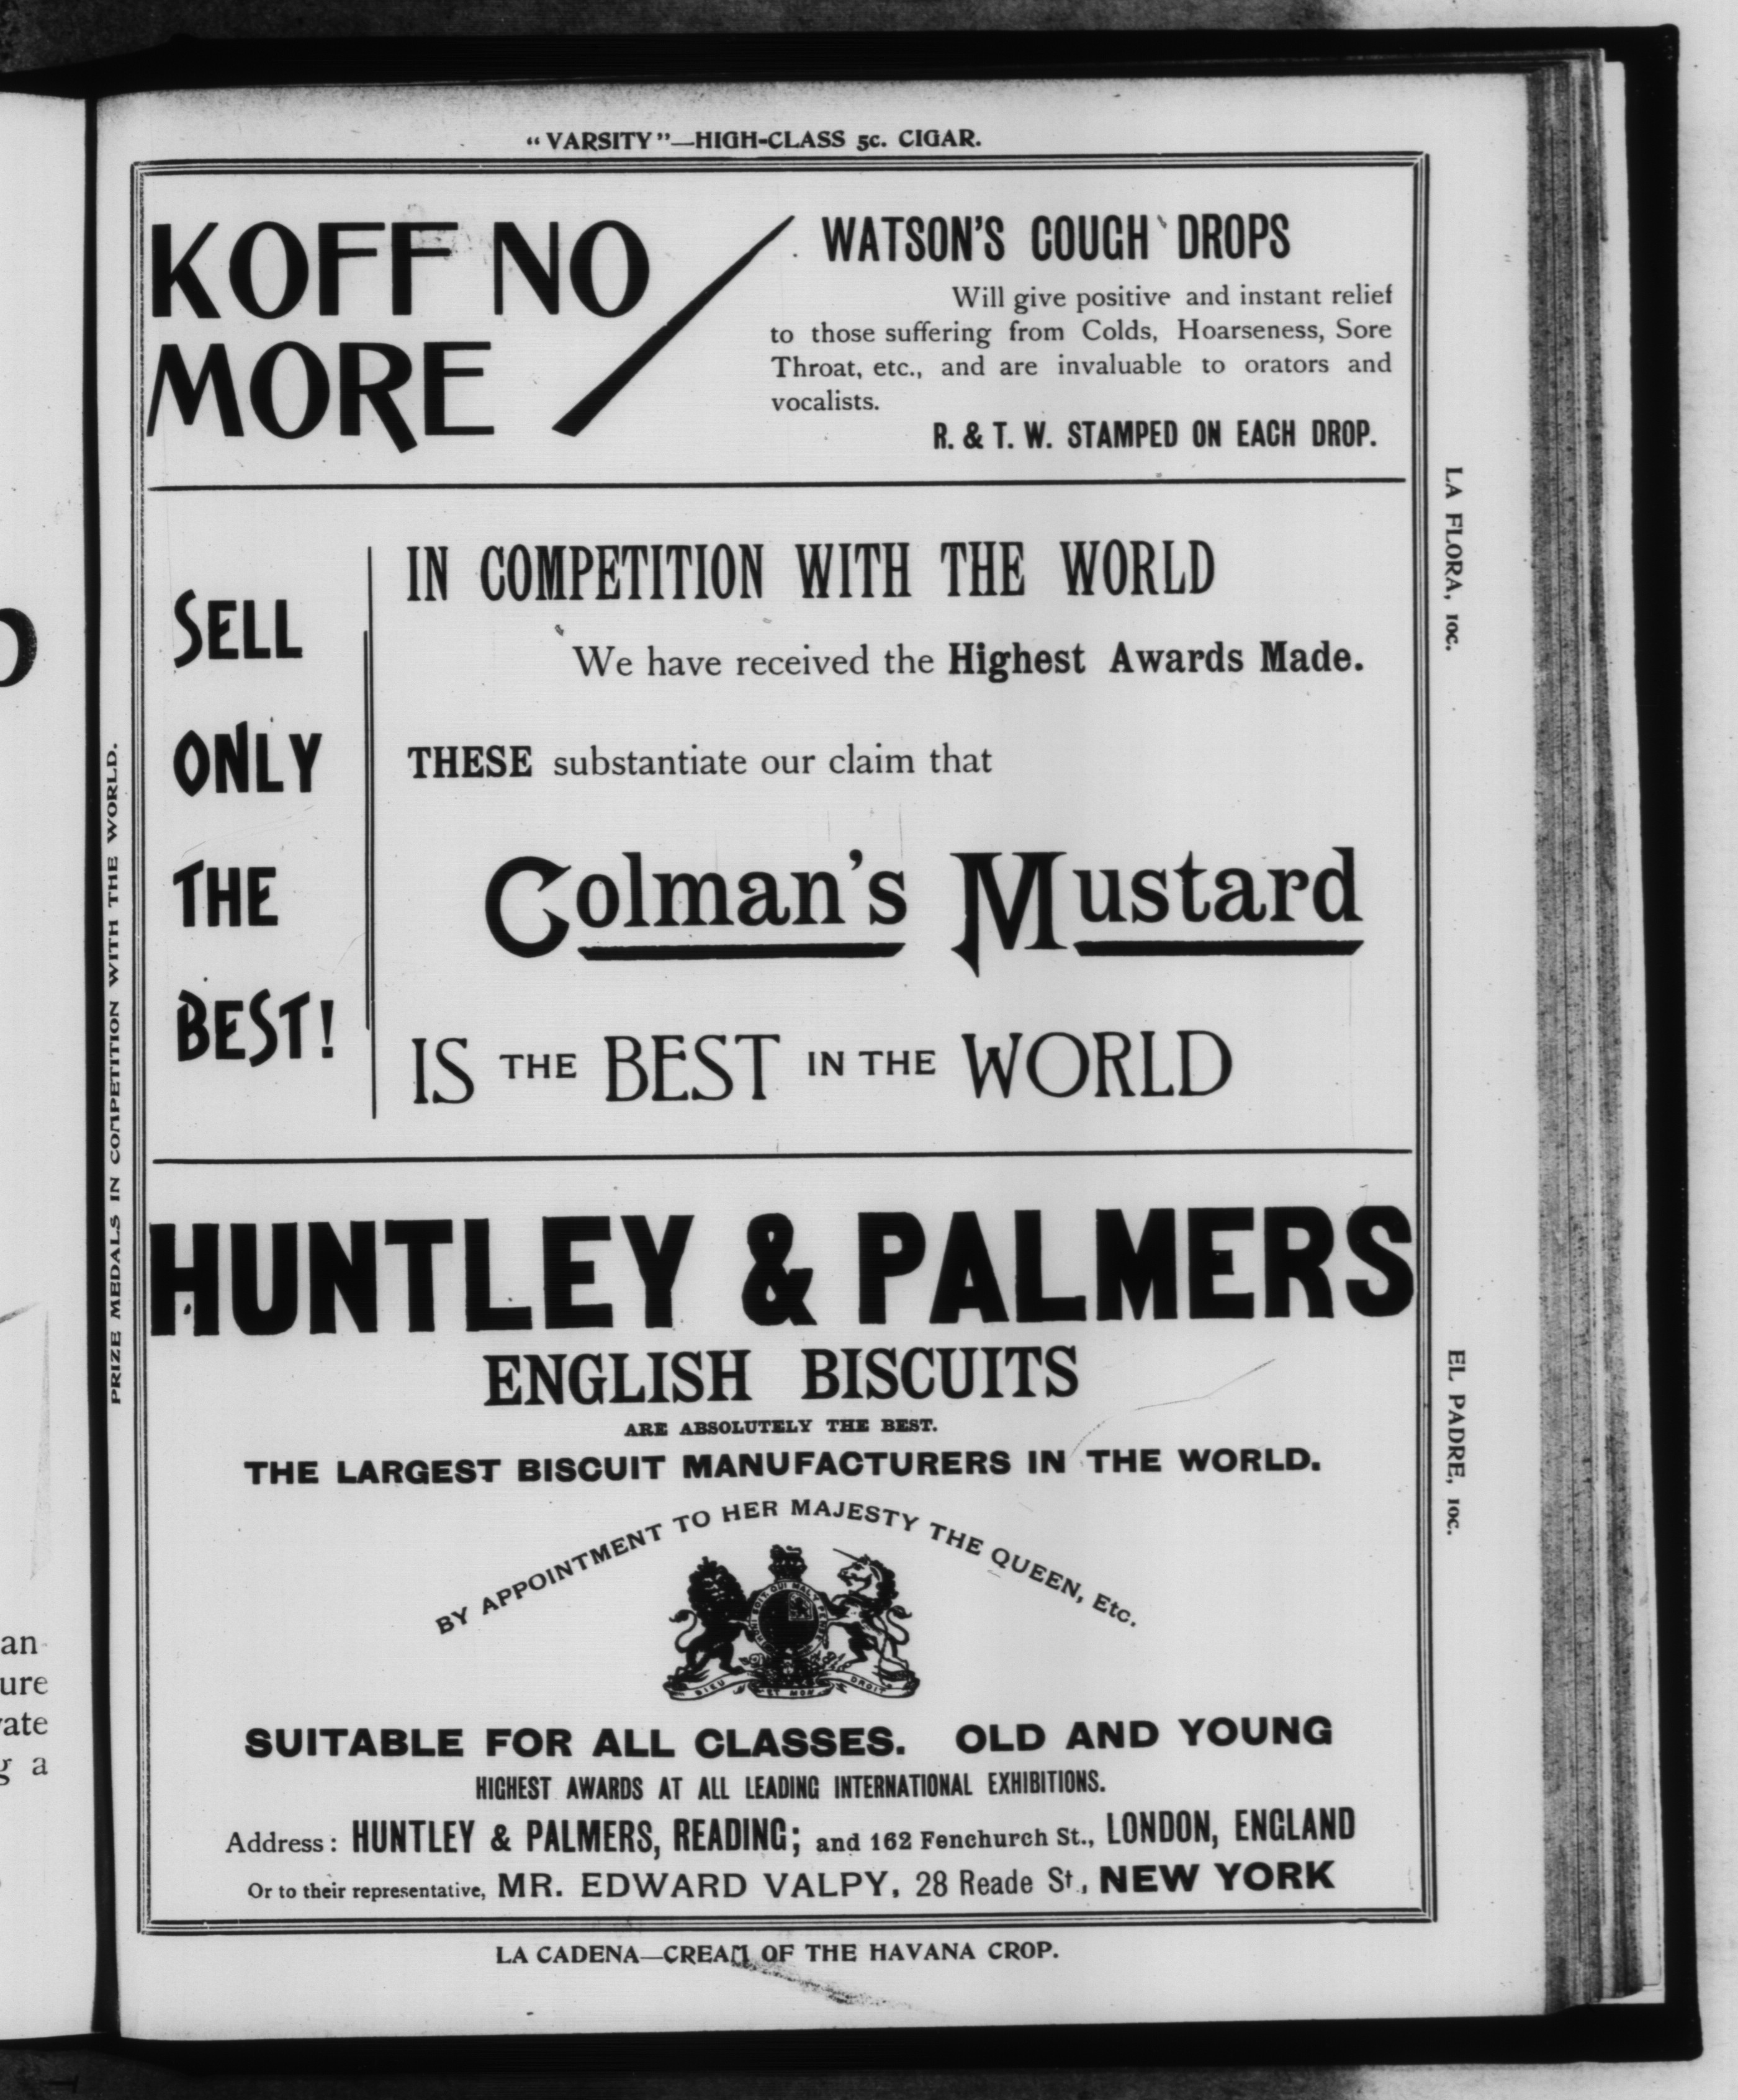 "VARSITY"—HIGH-CLASS 5c. CIGAR.
KOFF NO
MORE
WATSON'S COUGH DROPS
Will give positive and instant relief
to those suffering from Colds, Hoarseness, Sore
Throat, etc., and are invaluable to orators and
vocalists.
R. & T. W. STAMPED ON EACH DROP.
SELL
ONLY
THE
BEST!
IN COMPETITION WITH THE WORLD
We have received the Highest Awards Made.
THESE substantiate our claim that
Colman's Mustard
IS THE BEST IN THE WORLD
HUNTLEY & PALMERS
ENGLISH BISCUITS
ARE ABSOLUTELY THE BEST.
THE LARGEST BISCUIT MANUFACTURERS IN THE WORLD.
BY APPOINTMENT TO HER MAJESTY THE QUEEN, Etc.
DIEU ET MON DROIT
SUITABLE FOR ALL CLASSES. OLD AND YOUNG
HIGHEST AWARDS AT ALL LEADING INTERNATIONAL EXHIBITIONS.
Address: HUNTLEY & PALMERS, READING; and 162 Fenchurch St., LONDON, ENGLAND
Or to their representative, MR. EDWARD VALPY, 28 Reade St., NEW YORK
LA CADENA—CREAM OF THE HAVANA CROP.
PRIZE MEDALS IN COMPETITION WITH THE WORLD.
LA FLORA, 10c.
EL PADRE, 10c.
an
ure
vate
g a